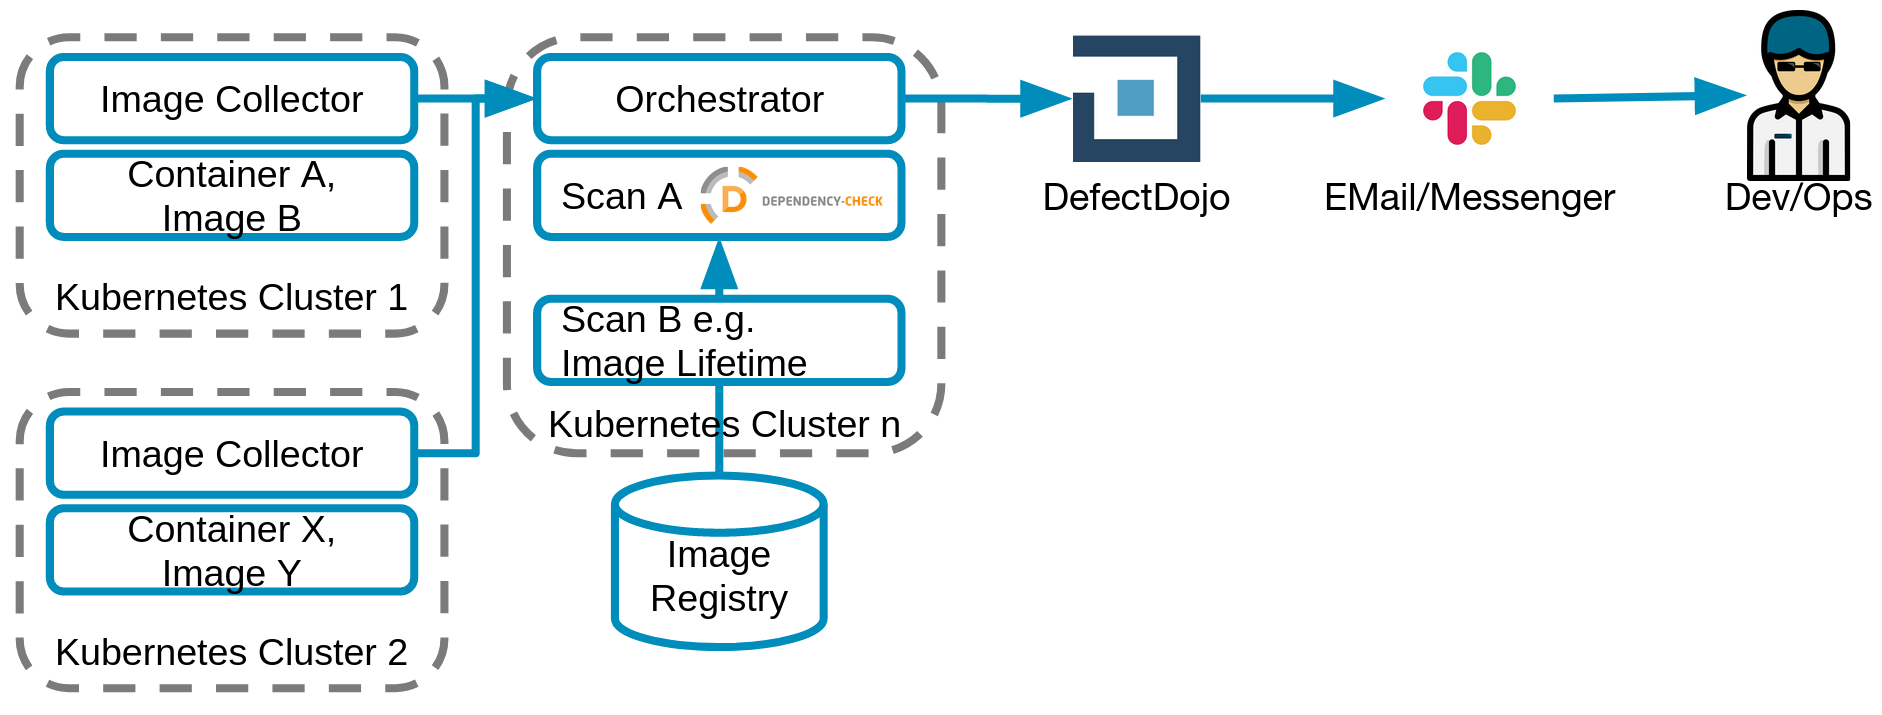 Image Collector
Container A,
Image B
Kubernetes Cluster 1
Image Collector
Container X,
Image Y
Kubernetes Cluster 2
Orchestrator
Scan A
D DEPENDENCY-CHECK
Scan B e.g.
Image Lifetime
Kubernetes Cluster n
Image
Registry
DefectDojo
EMail/Messenger
Dev/Ops